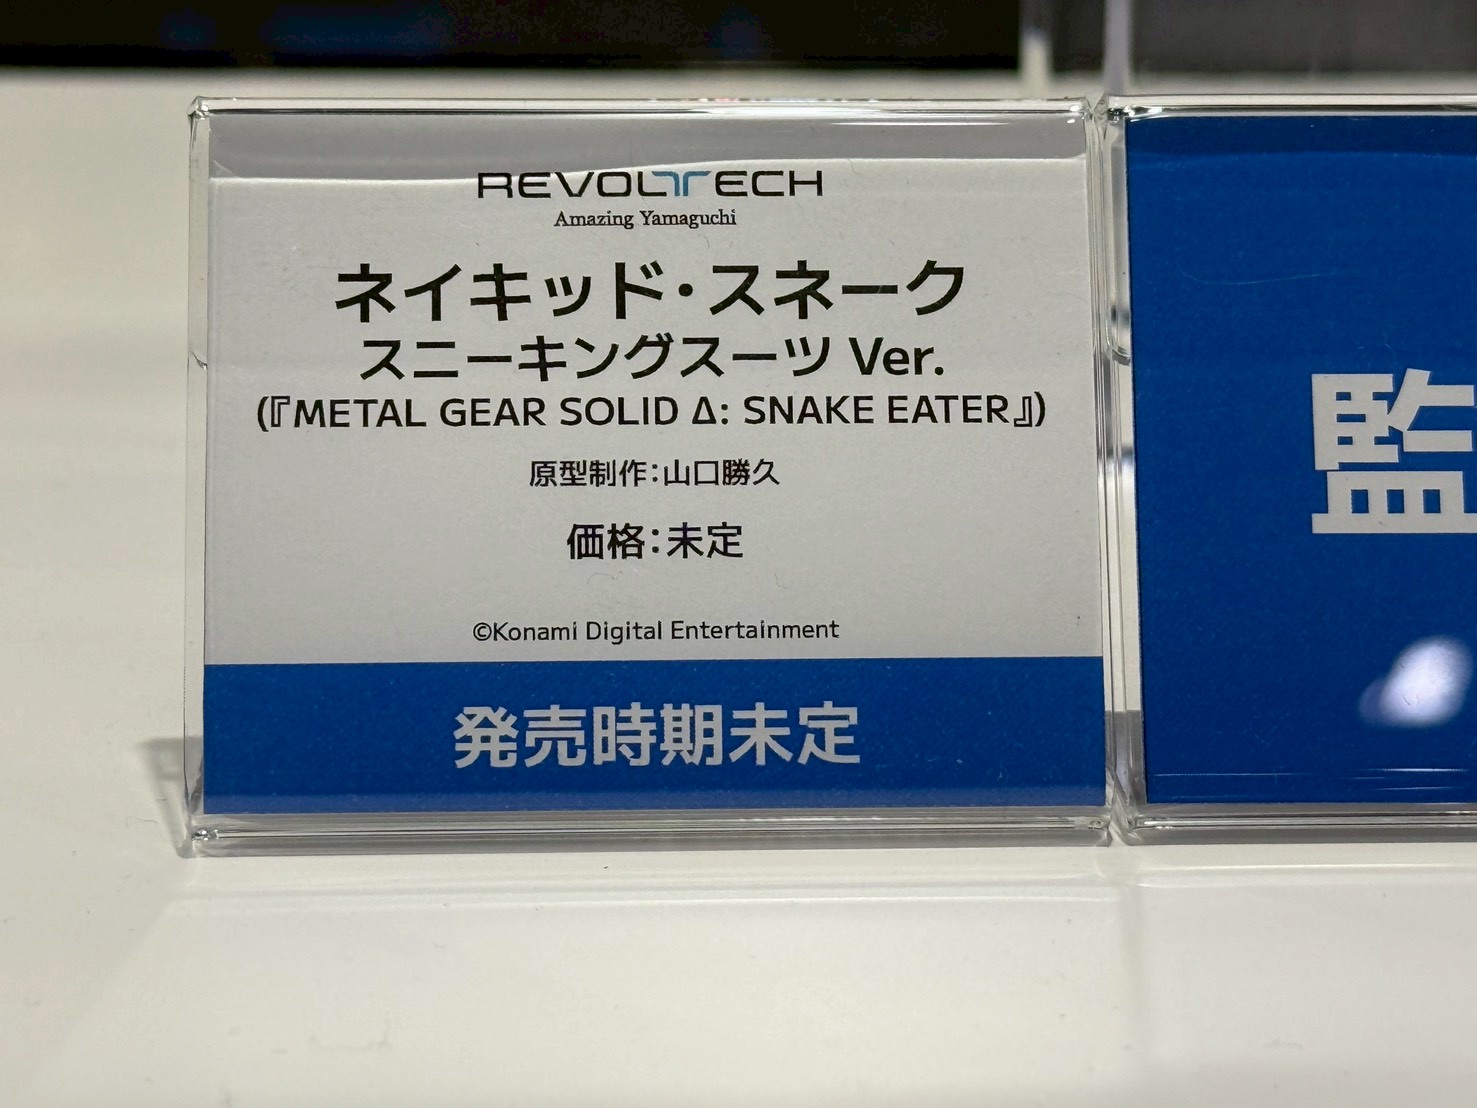 REVOLTECH
Amazing Yamaguchi
ネイキッド・スネーク
スニーキングスーツ Ver.
(『METAL GEAR SOLID Δ: SNAKE EATER』)
原型制作：山口勝久
価格：未定
©Konami Digital Entertainment
発売時期未定
監